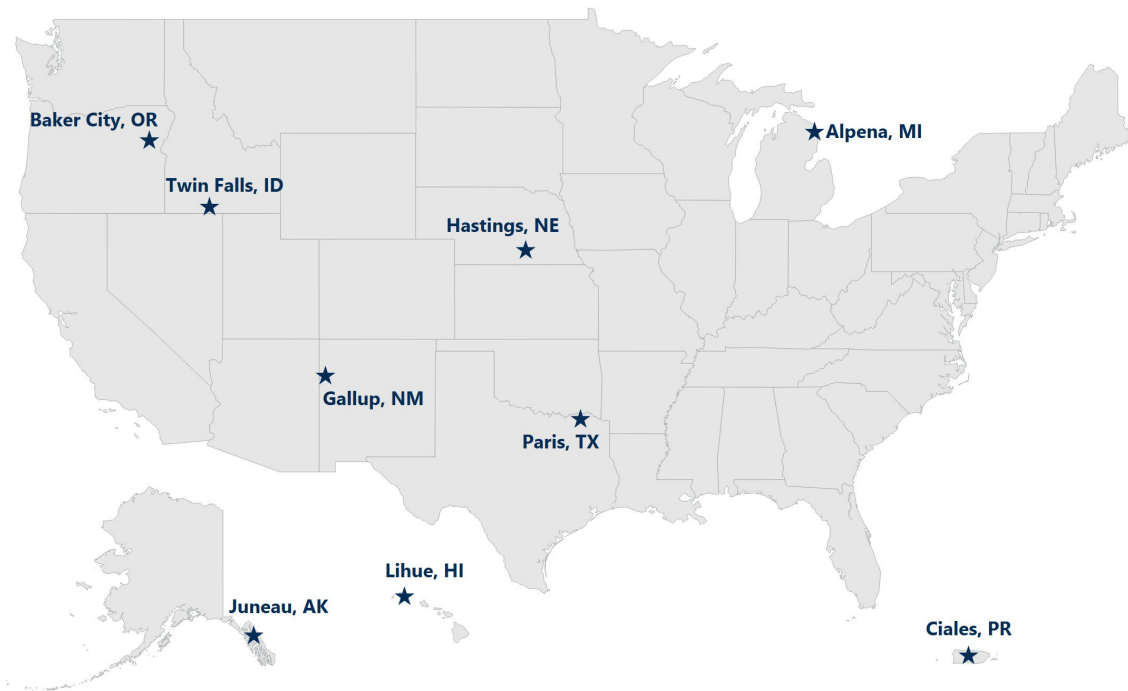 Baker City, OR
Alpena, MI
Twin Falls, ID
Hastings, NE
Gallup, NM
Paris, TX
Lihue, HI
Juneau, AK
Ciales, PR